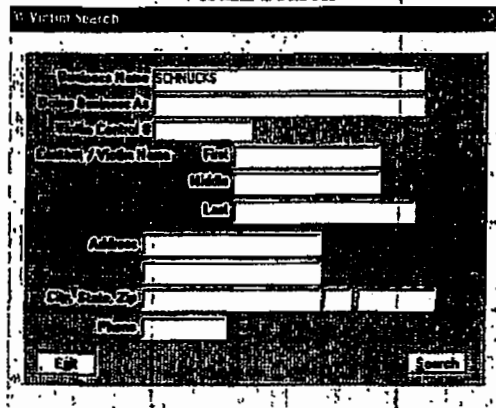 Victim Search
Business Name SCHNUCKS
Doing Business As
Victim Control #
Contact / Victim Name First
Middle
Last
Address
City, State, Zip
Phone
Exit Search